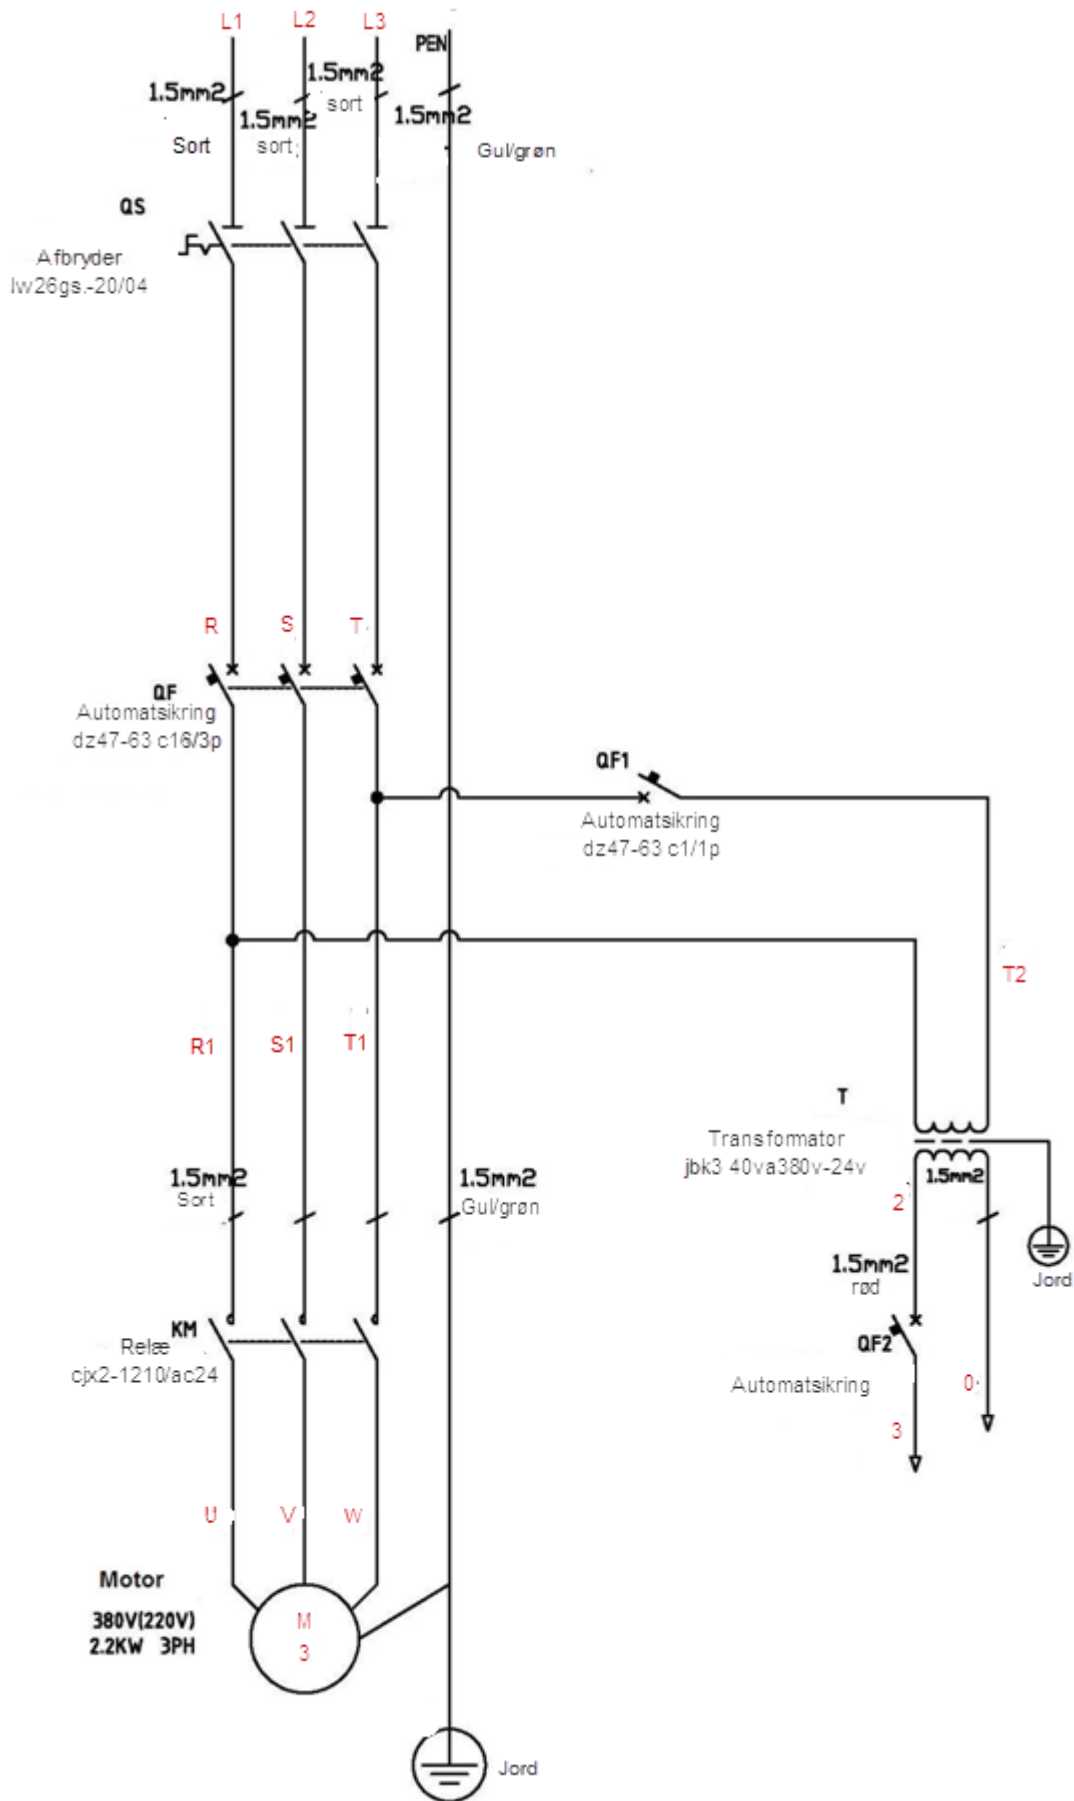 L1 L2 L3
PEN
1.5mm2
1.5mm2
sort
1.5mm2
1.5mm2
Sort
sort
Gul/grøn
QS
Afbryder
lw26gs.-20/04
R S T
QF
Automatsikring
dz47-63 c16/3p
QF1
Automatsikring
dz47-63 c1/1p
T2
R1 S1 T1
T
Transformator
jbk3 40va380v-24v
1.5mm2
Sort
1.5mm2
Gul/grøn
1.5mm2
2
1.5mm2
rød
Jord
KM
Relæ
cjx2-1210/ac24
QF2
Automatsikring
0
3
U V W
Motor
380V(220V)
2.2KW 3PH
M
3
Jord